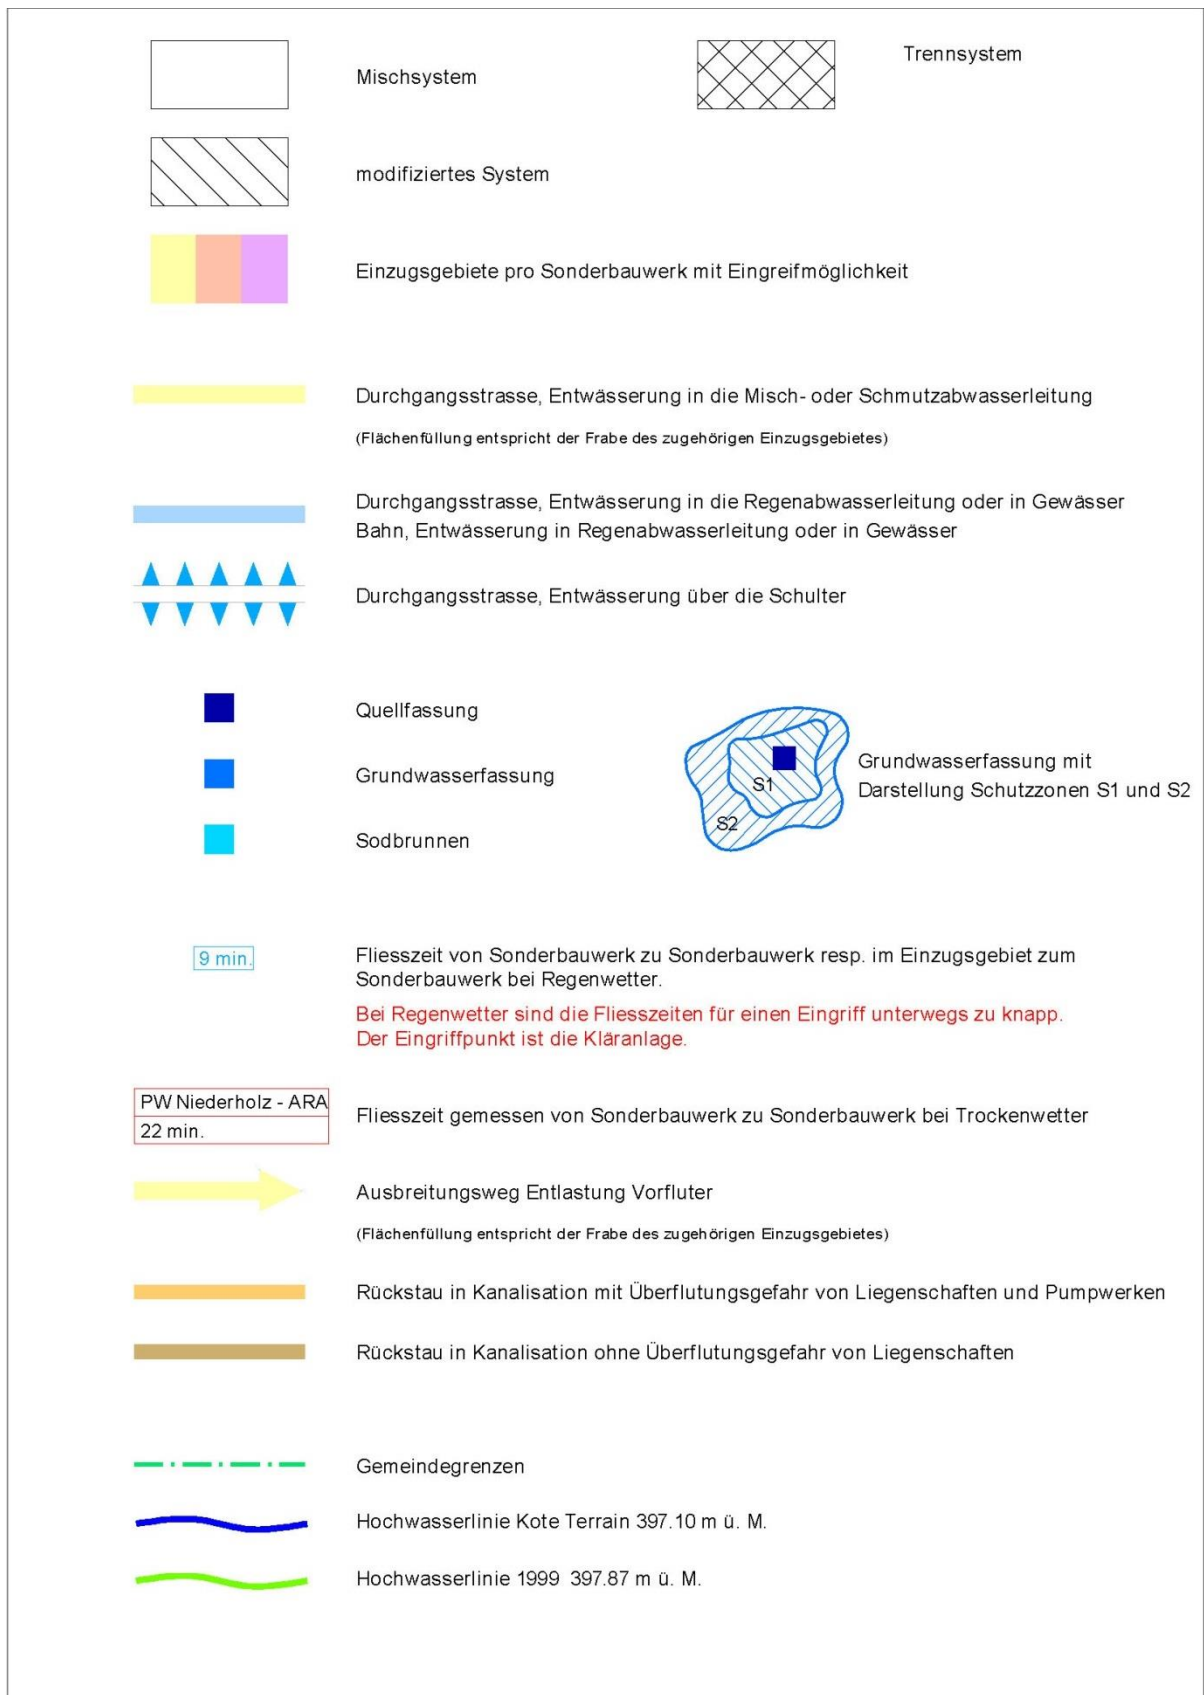 Mischsystem
Trennsystem
modifiziertes System
Einzugsgebiete pro Sonderbauwerk mit Eingreifmöglichkeit
Durchgangsstrasse, Entwässerung in die Misch- oder Schmutzabwasserleitung
(Flächenfüllung entspricht der Frabe des zugehörigen Einzugsgebietes)
Durchgangsstrasse, Entwässerung in die Regenabwasserleitung oder in Gewässer
Bahn, Entwässerung in Regenabwasserleitung oder in Gewässer
Durchgangsstrasse, Entwässerung über die Schulter
Quellfassung
Grundwasserfassung
Sodbrunnen
S1
S2
Grundwasserfassung mit
Darstellung Schutzzonen S1 und S2
9 min.
Fliesszeit von Sonderbauwerk zu Sonderbauwerk resp. im Einzugsgebiet zum
Sonderbauwerk bei Regenwetter.
Bei Regenwetter sind die Fliesszeiten für einen Eingriff unterwegs zu knapp.
Der Eingriffpunkt ist die Kläranlage.
PW Niederholz - ARA
22 min.
Fliesszeit gemessen von Sonderbauwerk zu Sonderbauwerk bei Trockenwetter
Ausbreitungsweg Entlastung Vorfluter
(Flächenfüllung entspricht der Frabe des zugehörigen Einzugsgebietes)
Rückstau in Kanalisation mit Überflutungsgefahr von Liegenschaften und Pumpwerken
Rückstau in Kanalisation ohne Überflutungsgefahr von Liegenschaften
Gemeindegrenzen
Hochwasserlinie Kote Terrain 397.10 m ü. M.
Hochwasserlinie 1999 397.87 m ü. M.